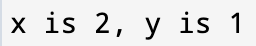 x is 2, y is 1